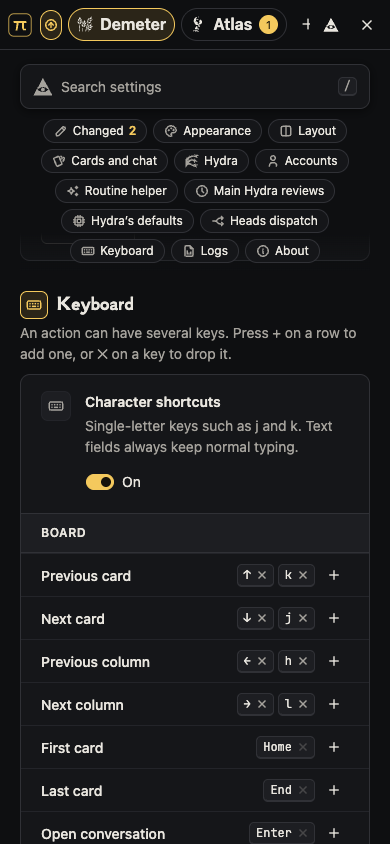 π Demeter Atlas 1
Search settings /
Changed 2 Appearance Layout
Cards and chat Hydra Accounts
Routine helper Main Hydra reviews
Hydra's defaults Heads dispatch
Keyboard Logs About
Keyboard
An action can have several keys. Press + on a row to
add one, or ✕ on a key to drop it.
Character shortcuts
Single-letter keys such as j and k. Text
fields always keep normal typing.
On
BOARD
Previous card ↑ ✕ k ✕ +
Next card ↓ ✕ j ✕ +
Previous column ← ✕ h ✕ +
Next column → ✕ l ✕ +
First card Home ✕ +
Last card End ✕ +
Open conversation Enter ✕ +